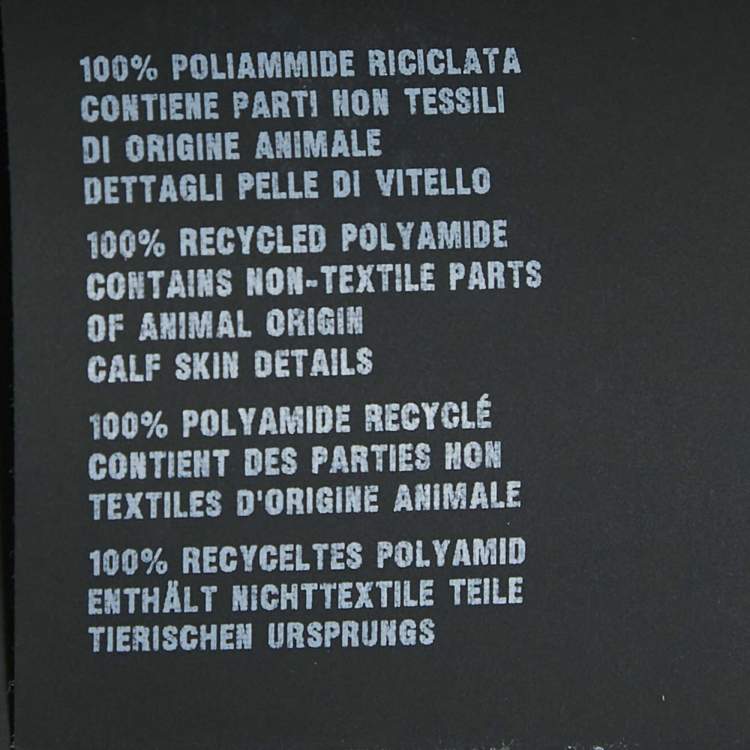 100% POLIAMMIDE RICICLATA
CONTIENE PARTI NON TESSILI
DI ORIGINE ANIMALE
DETTAGLI PELLE DI VITELLO
100% RECYCLED POLYAMIDE
CONTAINS NON-TEXTILE PARTS
OF ANIMAL ORIGIN
CALF SKIN DETAILS
100% POLYAMIDE RECYCLÉ
CONTIENT DES PARTIES NON
TEXTILES D'ORIGINE ANIMALE
100% RECYCELTES POLYAMID
ENTHÄLT NICHTTEXTILE TEILE
TIERISCHEN URSPRUNGS